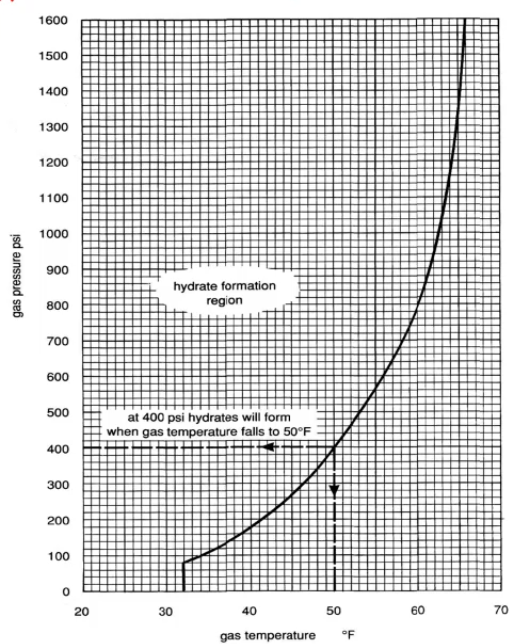 1600
1500
1400
1300
1200
1100
1000
900
800
700
600
500
400
300
200
100
0
gas pressure psi
hydrate formation
region
at 400 psi hydrates will form
when gas temperature falls to 50°F
20 30 40 50 60 70
gas temperature °F